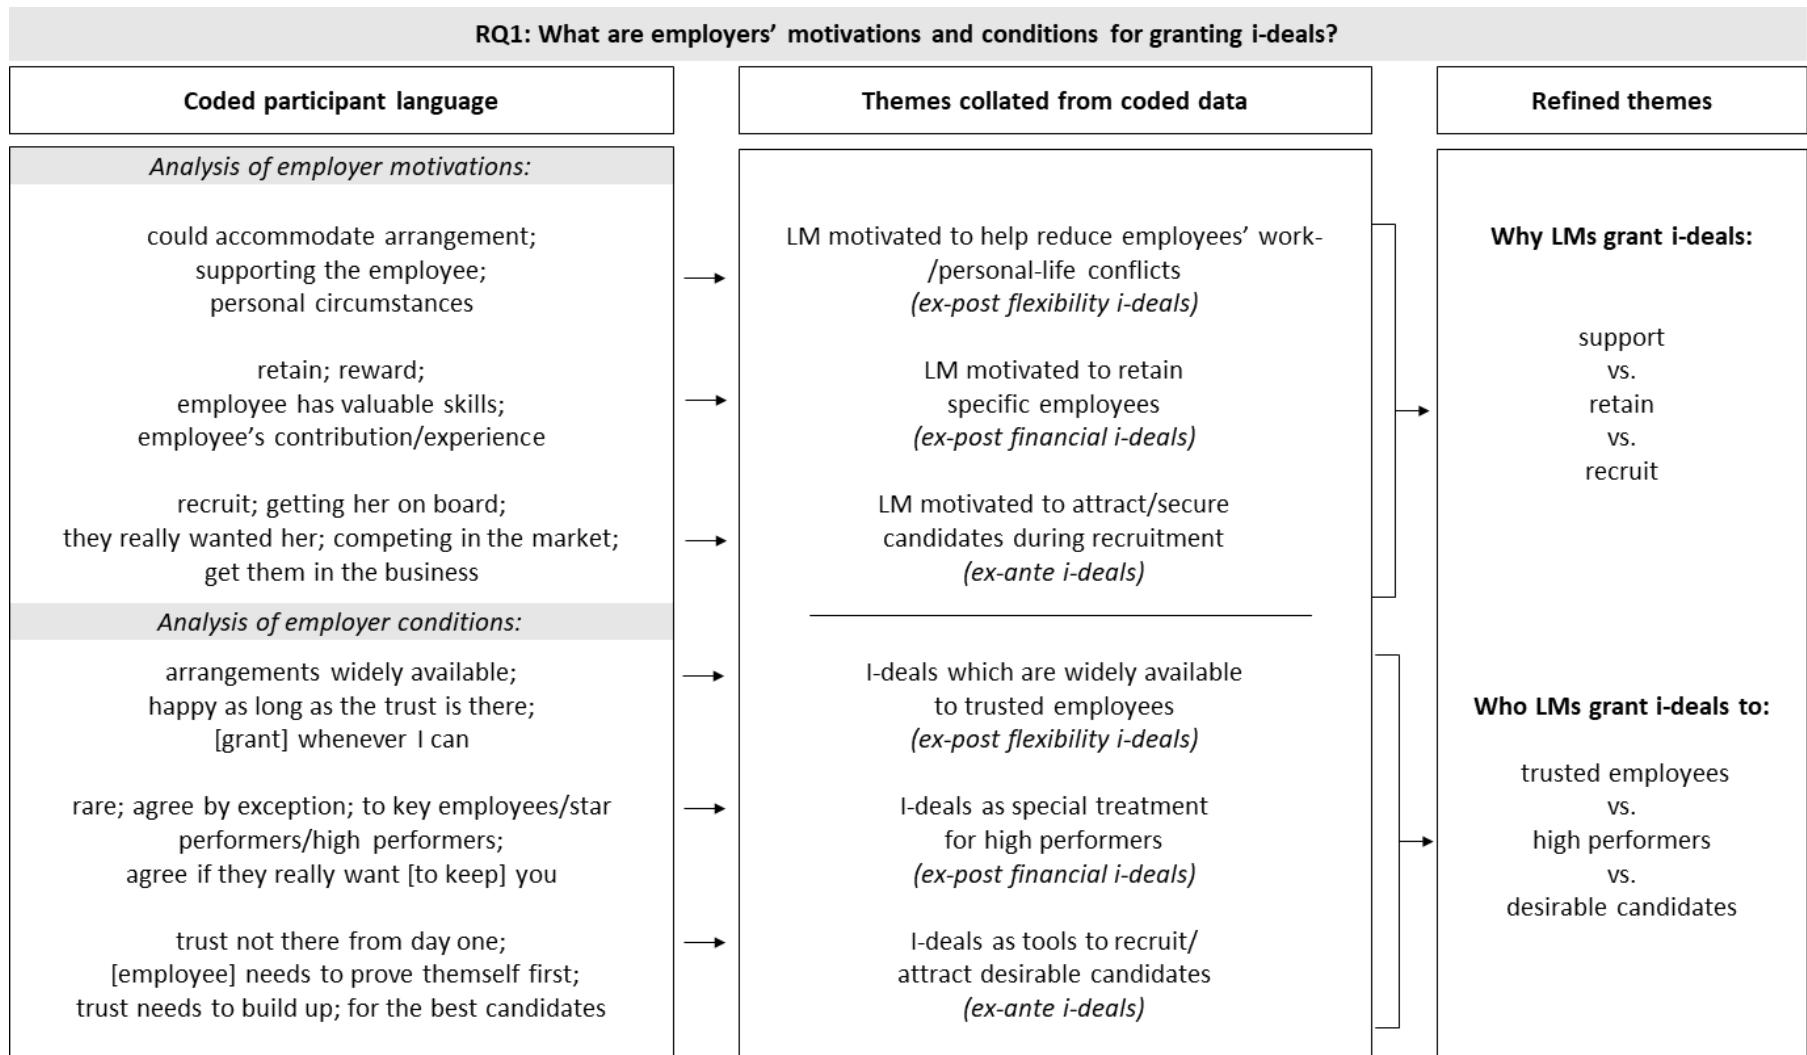 RQ1: What are employers’ motivations and conditions for granting i-deals?
Coded participant language
Themes collated from coded data
Refined themes
Analysis of employer motivations:
could accommodate arrangement;
supporting the employee;
personal circumstances
retain; reward;
employee has valuable skills;
employee’s contribution/experience
recruit; getting her on board;
they really wanted her; competing in the market;
get them in the business
Analysis of employer conditions:
arrangements widely available;
happy as long as the trust is there;
[grant] whenever I can
rare; agree by exception; to key employees/star
performers/high performers;
agree if they really want [to keep] you
trust not there from day one;
[employee] needs to prove themself first;
trust needs to build up; for the best candidates
LM motivated to help reduce employees’ work-
/personal-life conflicts
(ex-post flexibility i-deals)
LM motivated to retain
specific employees
(ex-post financial i-deals)
LM motivated to attract/secure
candidates during recruitment
(ex-ante i-deals)
I-deals which are widely available
to trusted employees
(ex-post flexibility i-deals)
I-deals as special treatment
for high performers
(ex-post financial i-deals)
I-deals as tools to recruit/
attract desirable candidates
(ex-ante i-deals)
Why LMs grant i-deals:
support
vs.
retain
vs.
recruit
Who LMs grant i-deals to:
trusted employees
vs.
high performers
vs.
desirable candidates